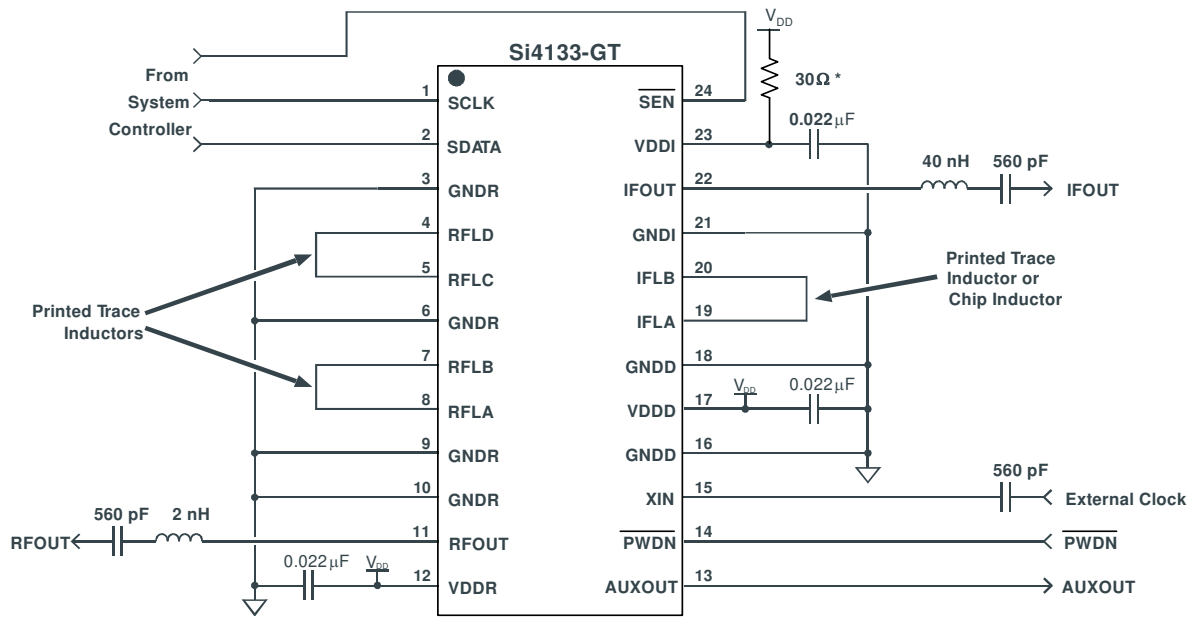 Si4133-GT
From
System
Controller
1 SCLK
2 SDATA
3 GNDR
4 RFLD
5 RFLC
6 GNDR
7 RFLB
8 RFLA
9 GNDR
10 GNDR
11 RFOUT
12 VDDR
Printed Trace
Inductors
RFOUT
560 pF
2 nH
0.022µF
VDD
SEN 24
VDDI 23
IFOUT 22
GNDI 21
IFLB 20
IFLA 19
GNDD 18
VDDD 17
GNDD 16
XIN 15
PWDN 14
AUXOUT 13
VDD
30Ω *
0.022µF
40 nH
560 pF
IFOUT
Printed Trace
Inductor or
Chip Inductor
VDD
0.022µF
560 pF
External Clock
PWDN
AUXOUT